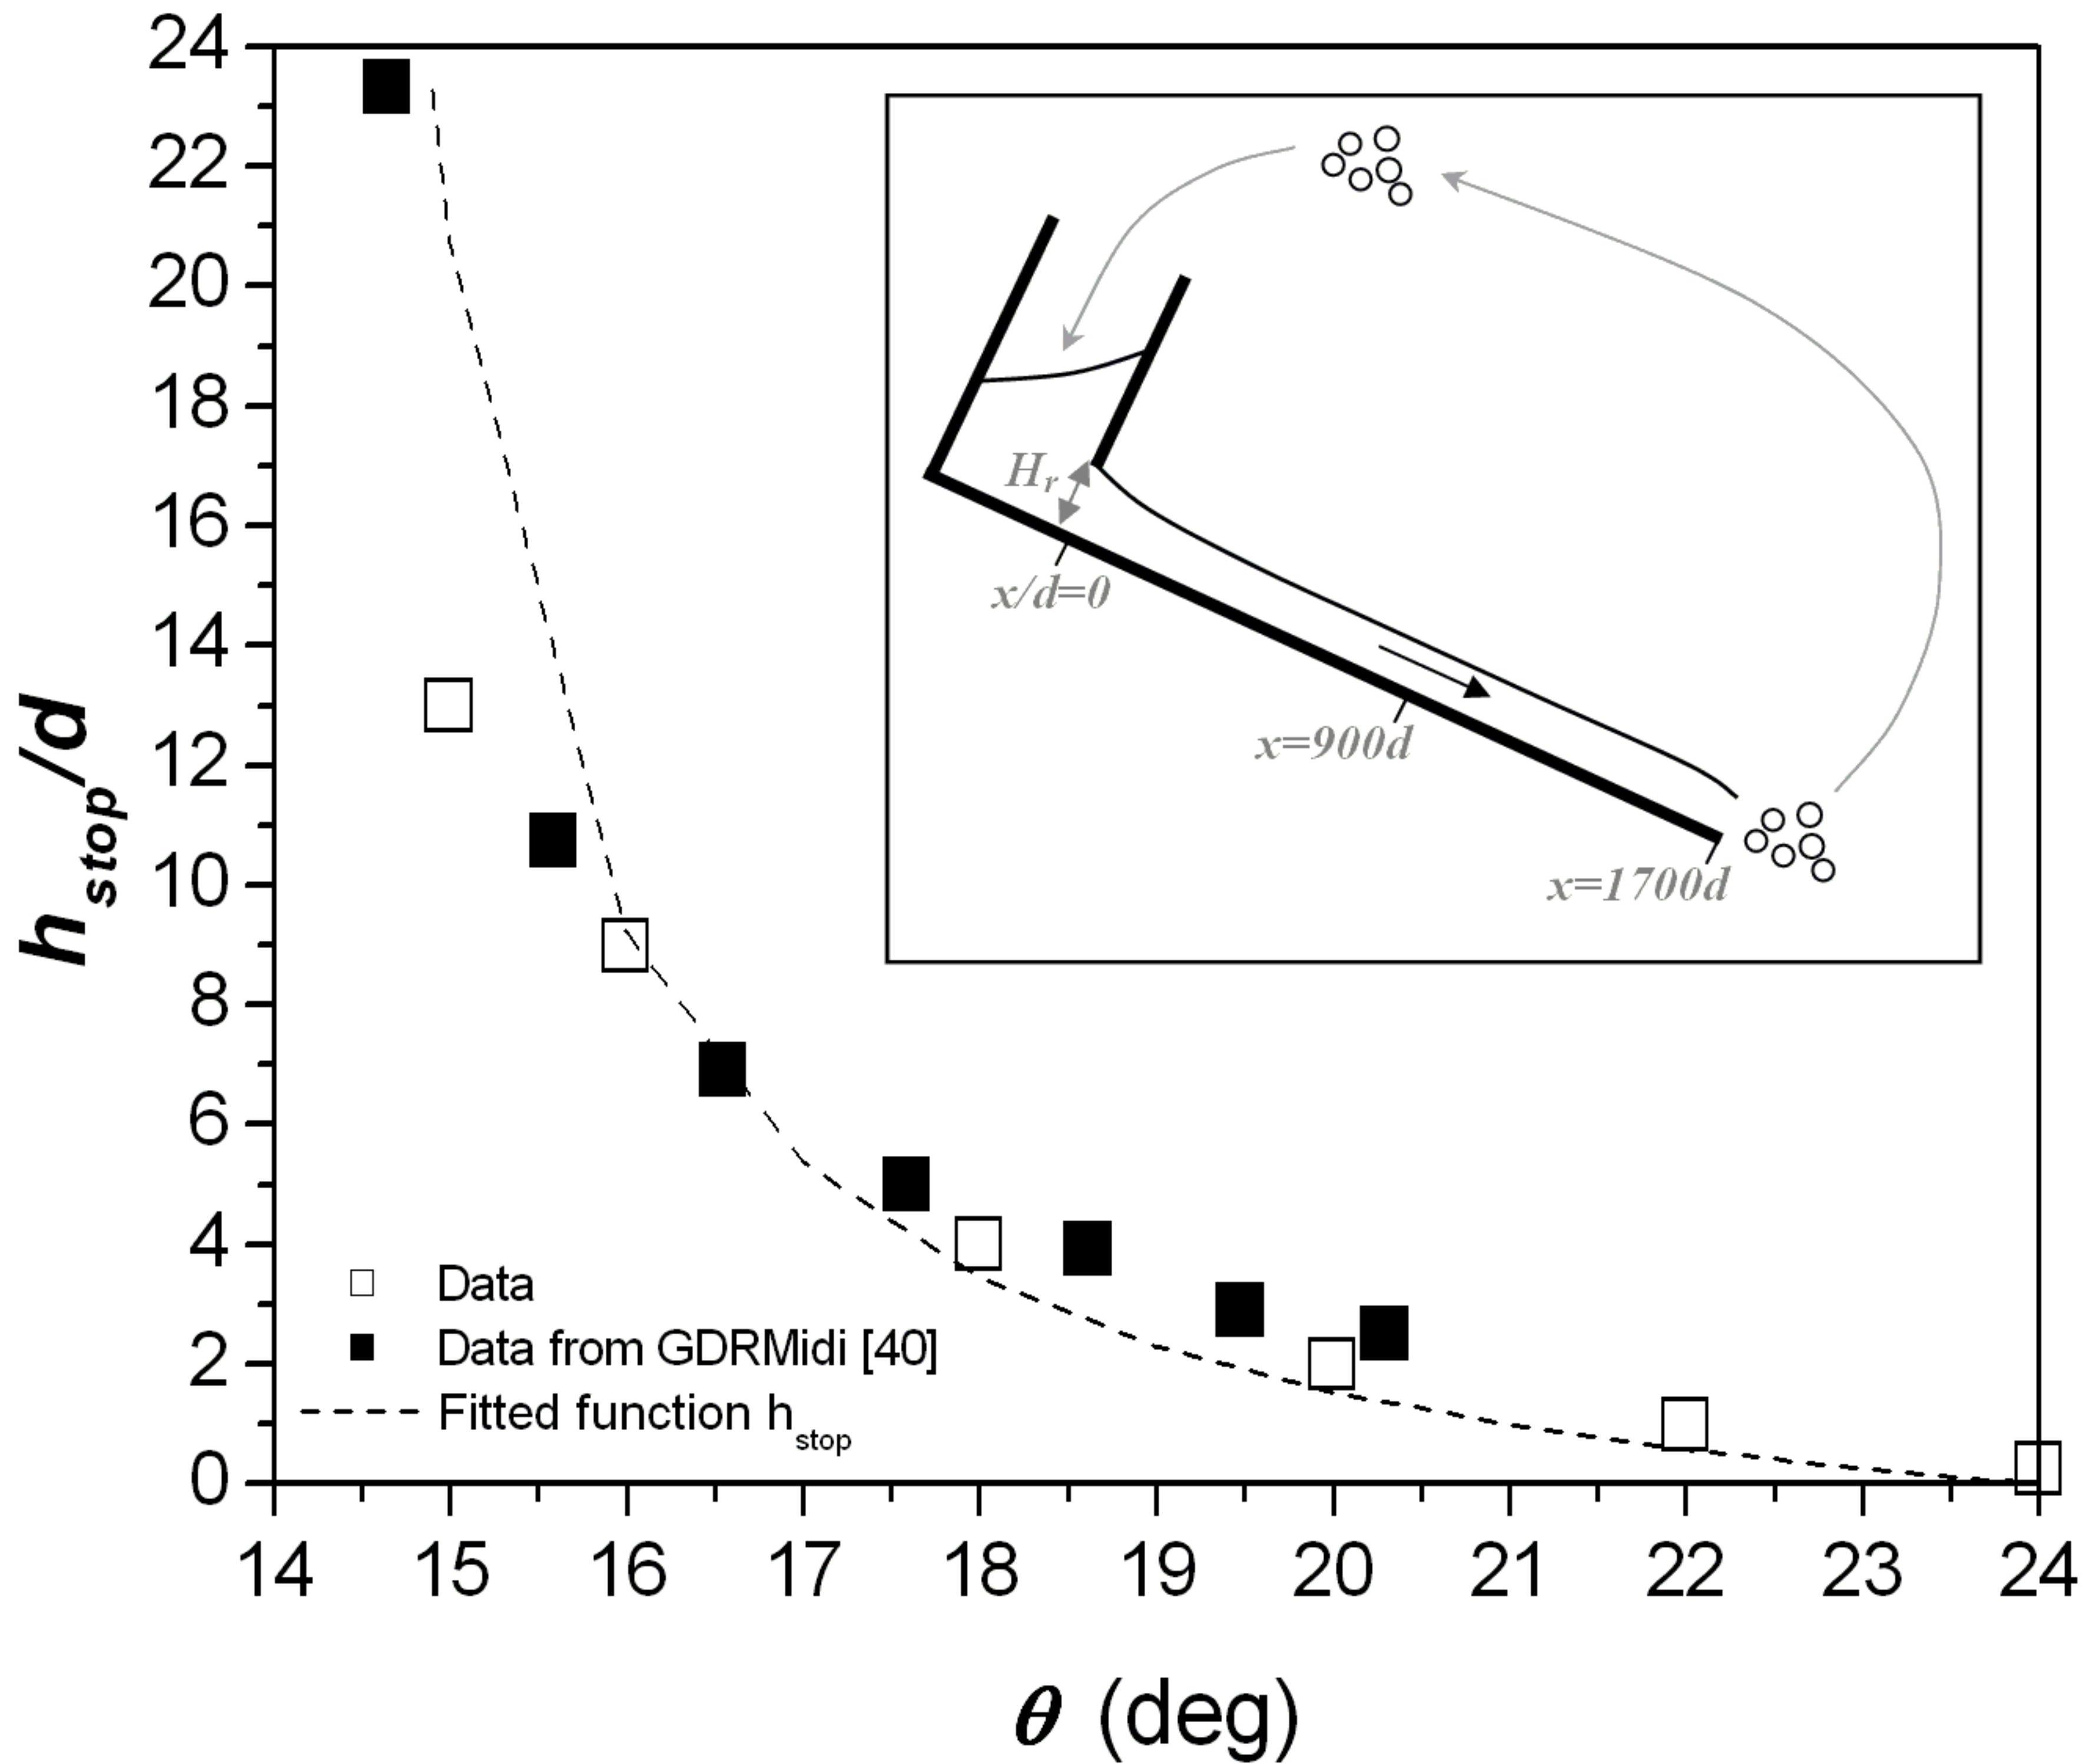 24
22
20
18
16
14
12
10
8
6
4
2
0
h_stop/d
H_r
x/d=0
x=900d
x=1700d
Data
Data from GDRMidi [40]
Fitted function h_stop
14 15 16 17 18 19 20 21 22 23 24
θ (deg)